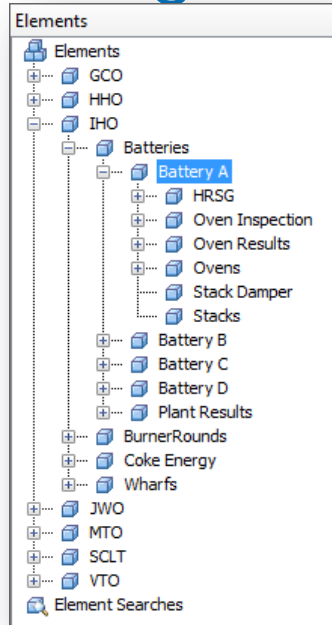 Elements
Elements
GCO
HHO
IHO
Batteries
Battery A
HRSG
Oven Inspection
Oven Results
Ovens
Stack Damper
Stacks
Battery B
Battery C
Battery D
Plant Results
BurnerRounds
Coke Energy
Wharfs
JWO
MTO
SCLT
VTO
Element Searches